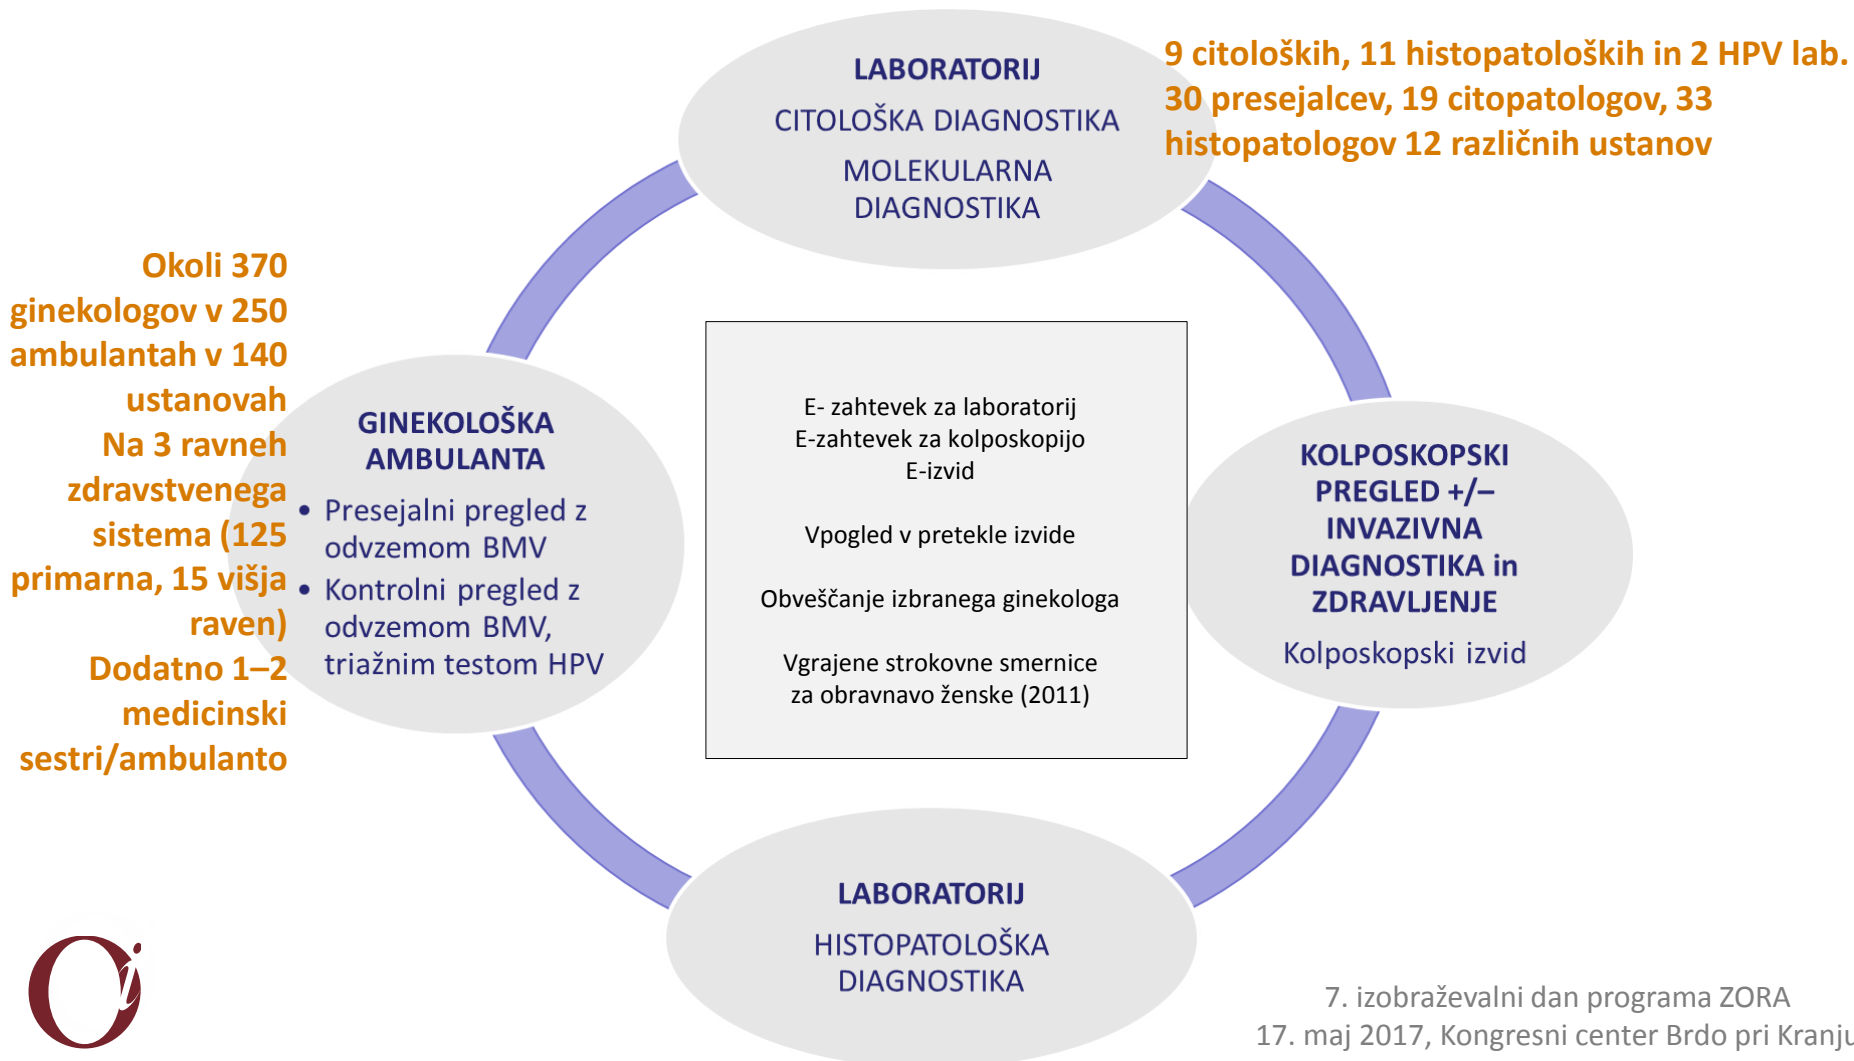 LABORATORIJ
CITOLOŠKA DIAGNOSTIKA
MOLEKULARNA
DIAGNOSTIKA
9 citoloških, 11 histopatoloških in 2 HPV lab.
30 presejalcev, 19 citopatologov, 33
histopatologov 12 različnih ustanov
Okoli 370
ginekologov v 250
ambulantah v 140
ustanovah
Na 3 ravneh
zdravstvenega
sistema (125
primarna, 15 višja
raven)
Dodatno 1–2
medicinski
sestri/ambulanto
GINEKOLOŠKA
AMBULANTA
• Presejalni pregled z
odvzemom BMV
• Kontrolni pregled z
odvzemom BMV,
triažnim testom HPV
E- zahtevek za laboratorij
E-zahtevek za kolposkopijo
E-izvid
Vpogled v pretekle izvide
Obveščanje izbranega ginekologa
Vgrajene strokovne smernice
za obravnavo ženske (2011)
KOLPOSKOPSKI
PREGLED +/–
INVAZIVNA
DIAGNOSTIKA in
ZDRAVLJENJE
Kolposkopski izvid
LABORATORIJ
HISTOPATOLOŠKA
DIAGNOSTIKA
Oi
7. izobraževalni dan programa ZORA
17. maj 2017, Kongresni center Brdo pri Kranju